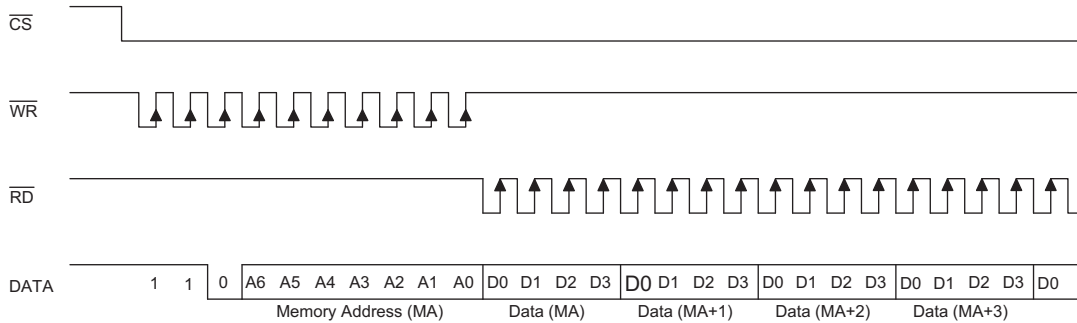 CS
WR
RD
DATA 1 1 0 A6 A5 A4 A3 A2 A1 A0 D0 D1 D2 D3 D0 D1 D2 D3 D0 D1 D2 D3 D0 D1 D2 D3 D0
Memory Address (MA) Data (MA) Data (MA+1) Data (MA+2) Data (MA+3)